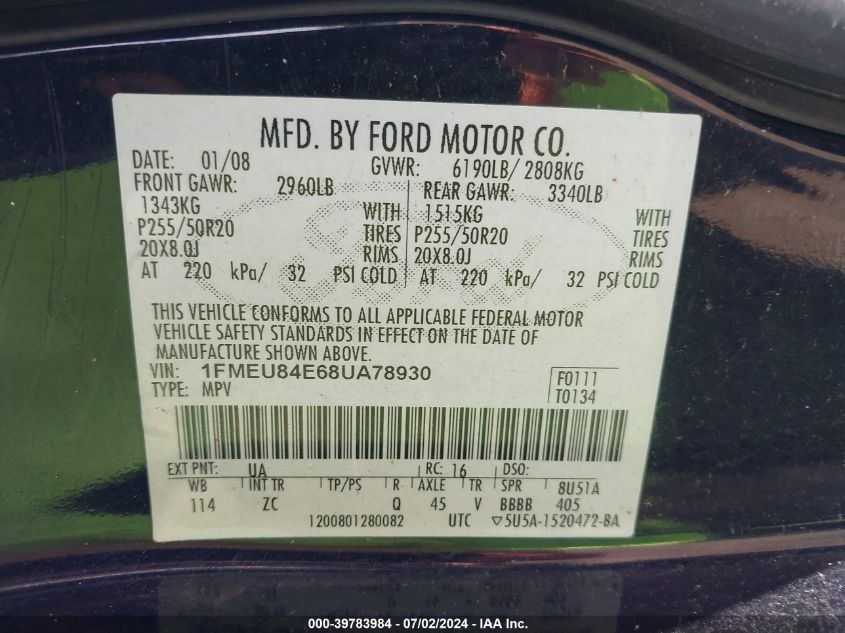 MFD. BY FORD MOTOR CO.
DATE: 01/08 GVWR: 6190LB/ 2808KG
FRONT GAWR: 2960LB REAR GAWR: 3340LB
1343KG WITH 1515KG WITH
P255/50R20 TIRES P255/50R20 TIRES
20X8.0J RIMS 20X8.0J RIMS
AT 220 kPa/ 32 PSI COLD AT 220 kPa/ 32 PSI COLD
THIS VEHICLE CONFORMS TO ALL APPLICABLE FEDERAL MOTOR
VEHICLE SAFETY STANDARDS IN EFFECT ON THE DATE OF
MANUFACTURE SHOWN ABOVE.
VIN: 1FMEU84E68UA78930 F0111
TYPE: MPV T0134
EXT PNT: UA RC: 16 DSO:
WB INT TR TP/PS R AXLE TR SPR 8U51A
114 ZC Q 45 V BBBB 405
1200801280082 UTC ▽5U5A-1520472-BA
000-39783984 / 07/02/2024 / IAA Inc.